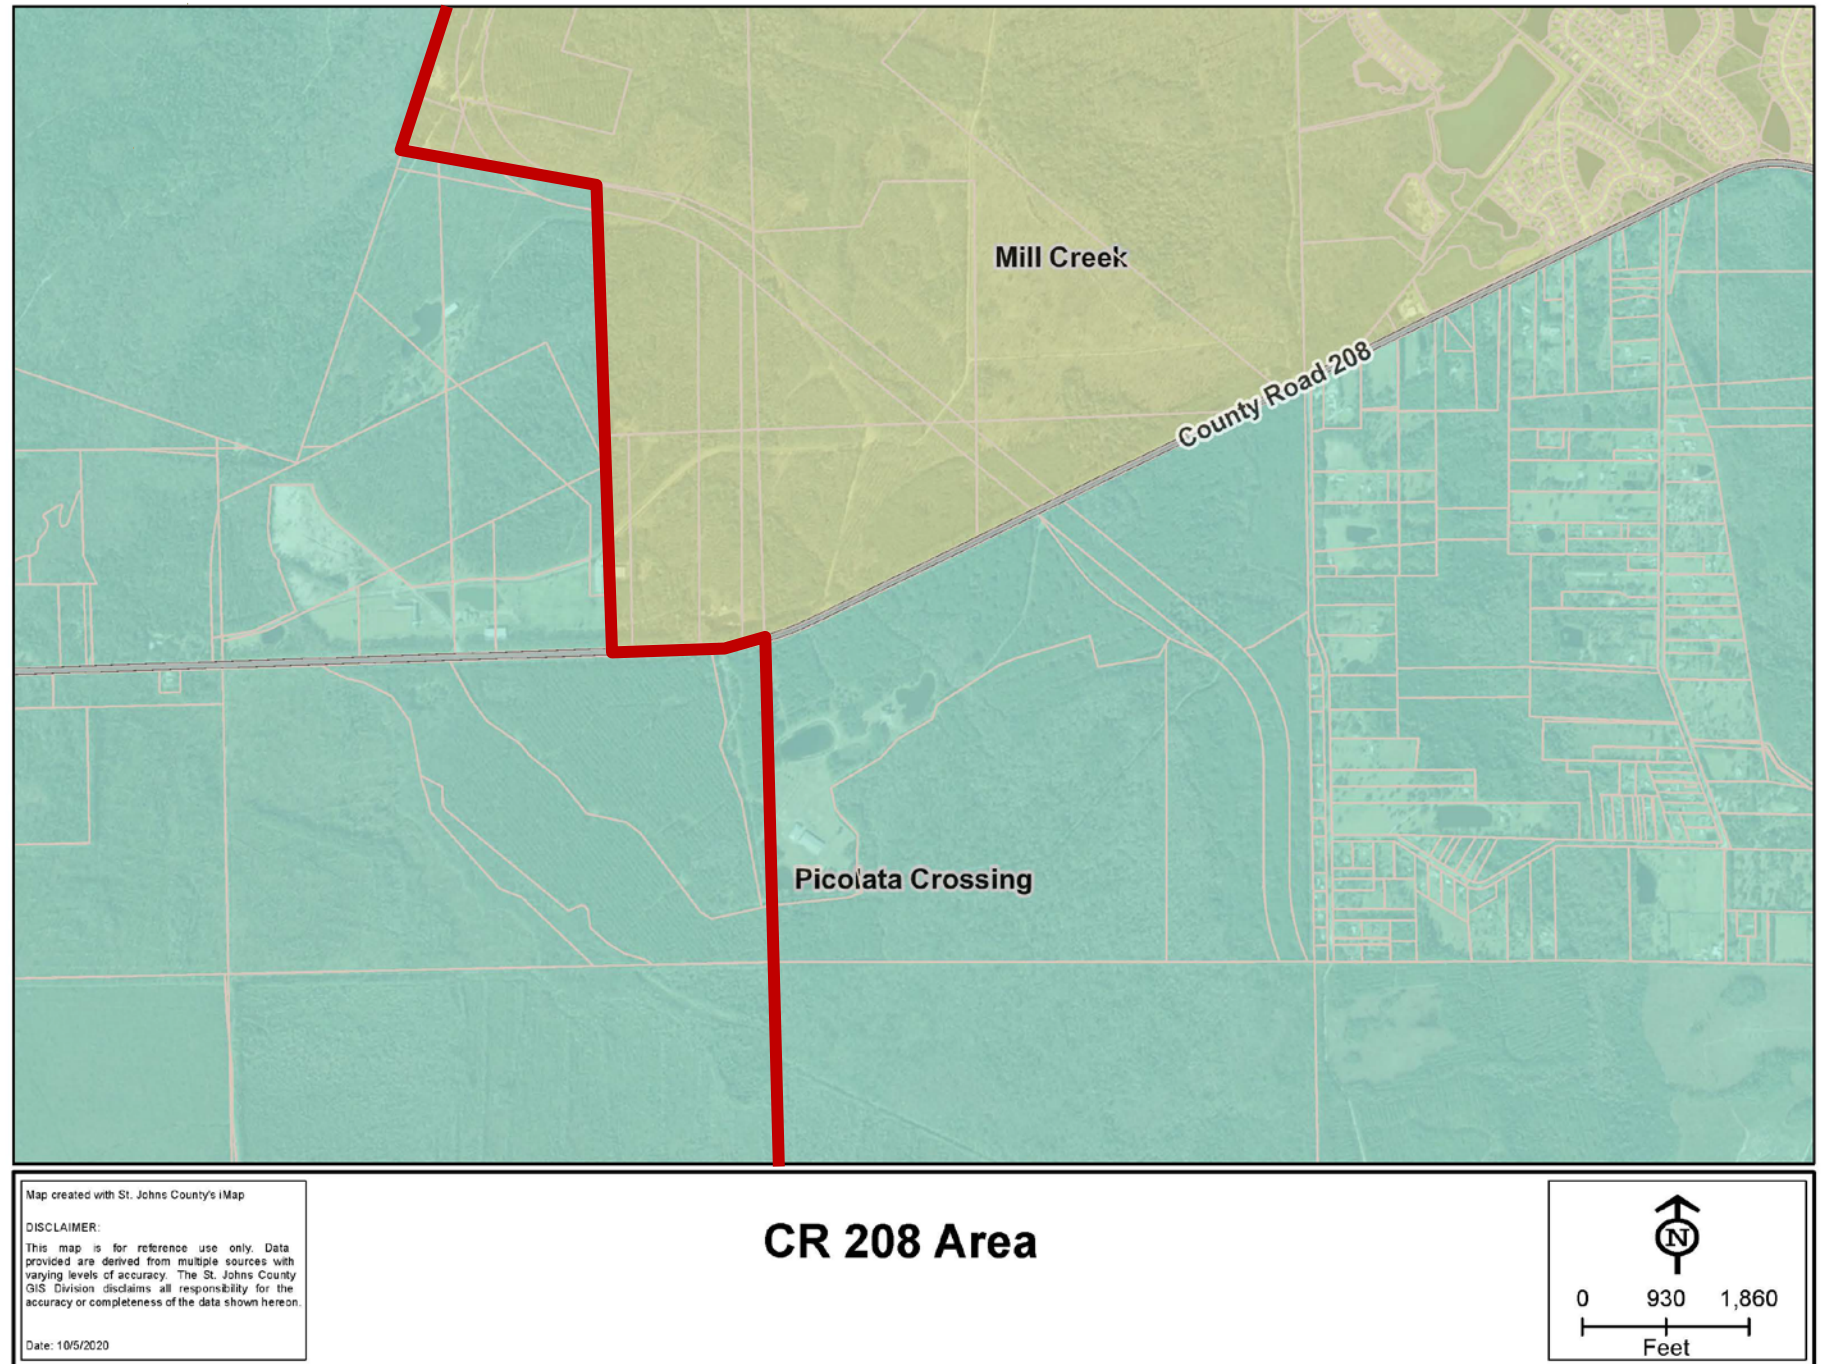 Mill Creek
County Road 208
Picolata Crossing
Map created with St. Johns County's iMap
DISCLAIMER:
This map is for reference use only. Data
provided are derived from multiple sources with
varying levels of accuracy. The St. Johns County
GIS Division disclaims all responsibility for the
accuracy or completeness of the data shown hereon.
Date: 10/5/2020
CR 208 Area
N
0 930 1,860
Feet